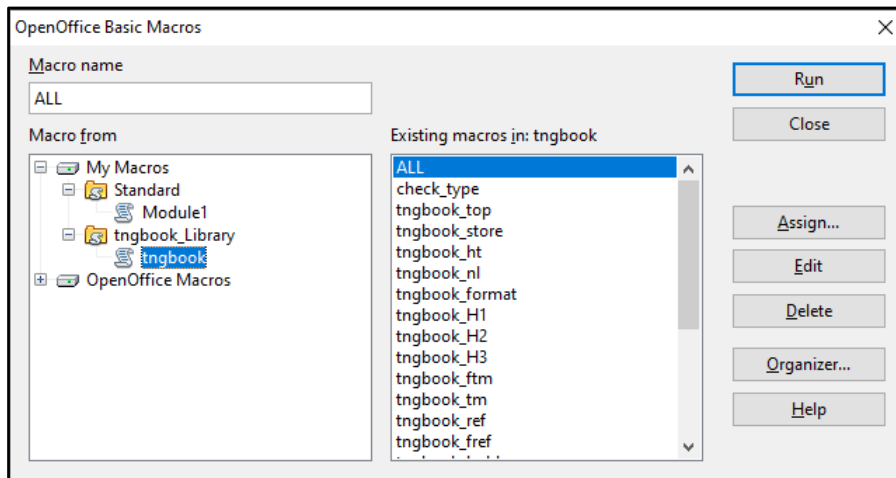 OpenOffice Basic Macros
Macro name
ALL
Macro from
My Macros
Standard
Module1
tngbook_Library
tngbook
OpenOffice Macros
Existing macros in: tngbook
ALL
check_type
tngbook_top
tngbook_store
tngbook_ht
tngbook_nl
tngbook_format
tngbook_H1
tngbook_H2
tngbook_H3
tngbook_ftm
tngbook_tm
tngbook_ref
tngbook_fref
Run
Close
Assign...
Edit
Delete
Organizer...
Help